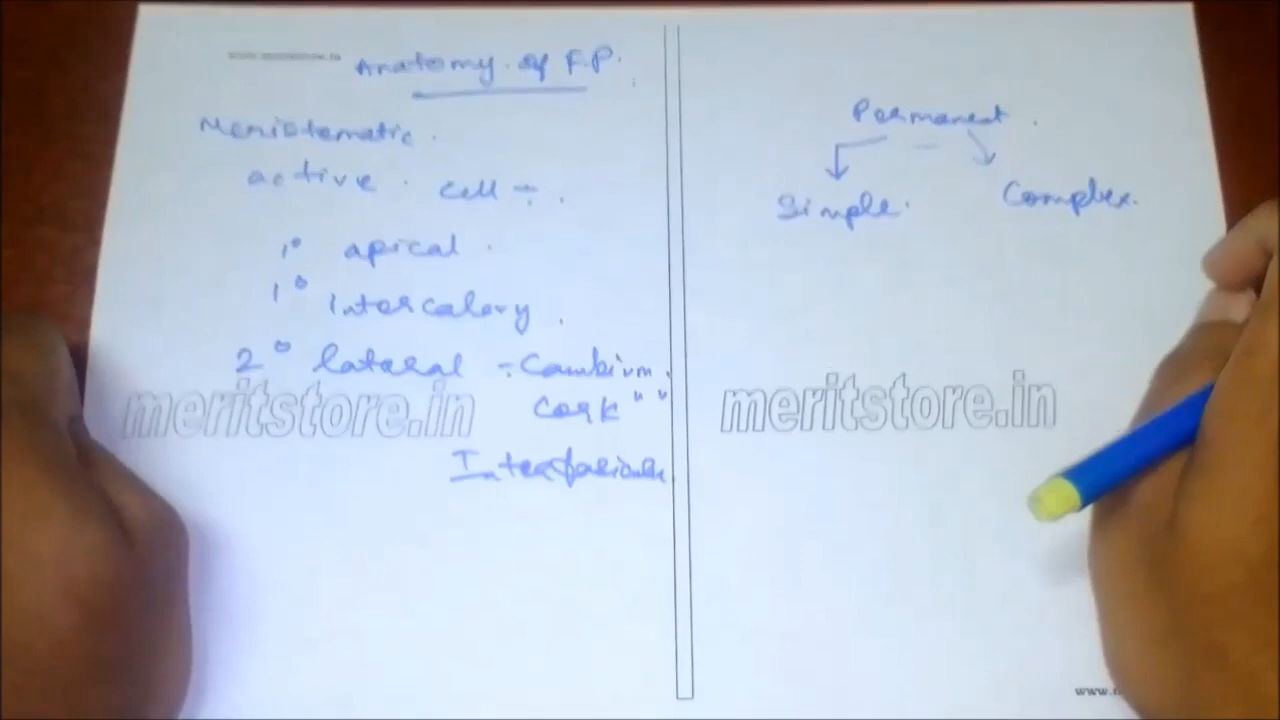 Anatomy of F.P.
Meristematic.
active. cell ÷.
1° apical.
1° Intercalary.
2° lateral - Cambium.
Cork " "
Interfasicular
meritstore.in
Permanent.
Simple.
Complex.
meritstore.in